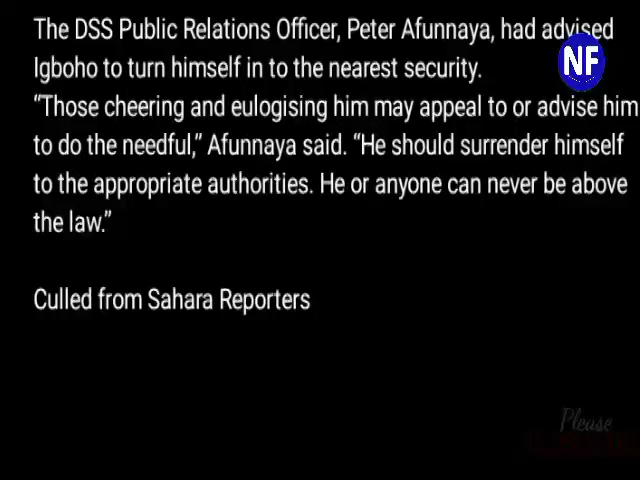 The DSS Public Relations Officer, Peter Afunnaya, had advised
Igboho to turn himself in to the nearest security.
“Those cheering and eulogising him may appeal to or advise him
to do the needful,” Afunnaya said. “He should surrender himself
to the appropriate authorities. He or anyone can never be above
the law.”
Culled from Sahara Reporters
NF
Please